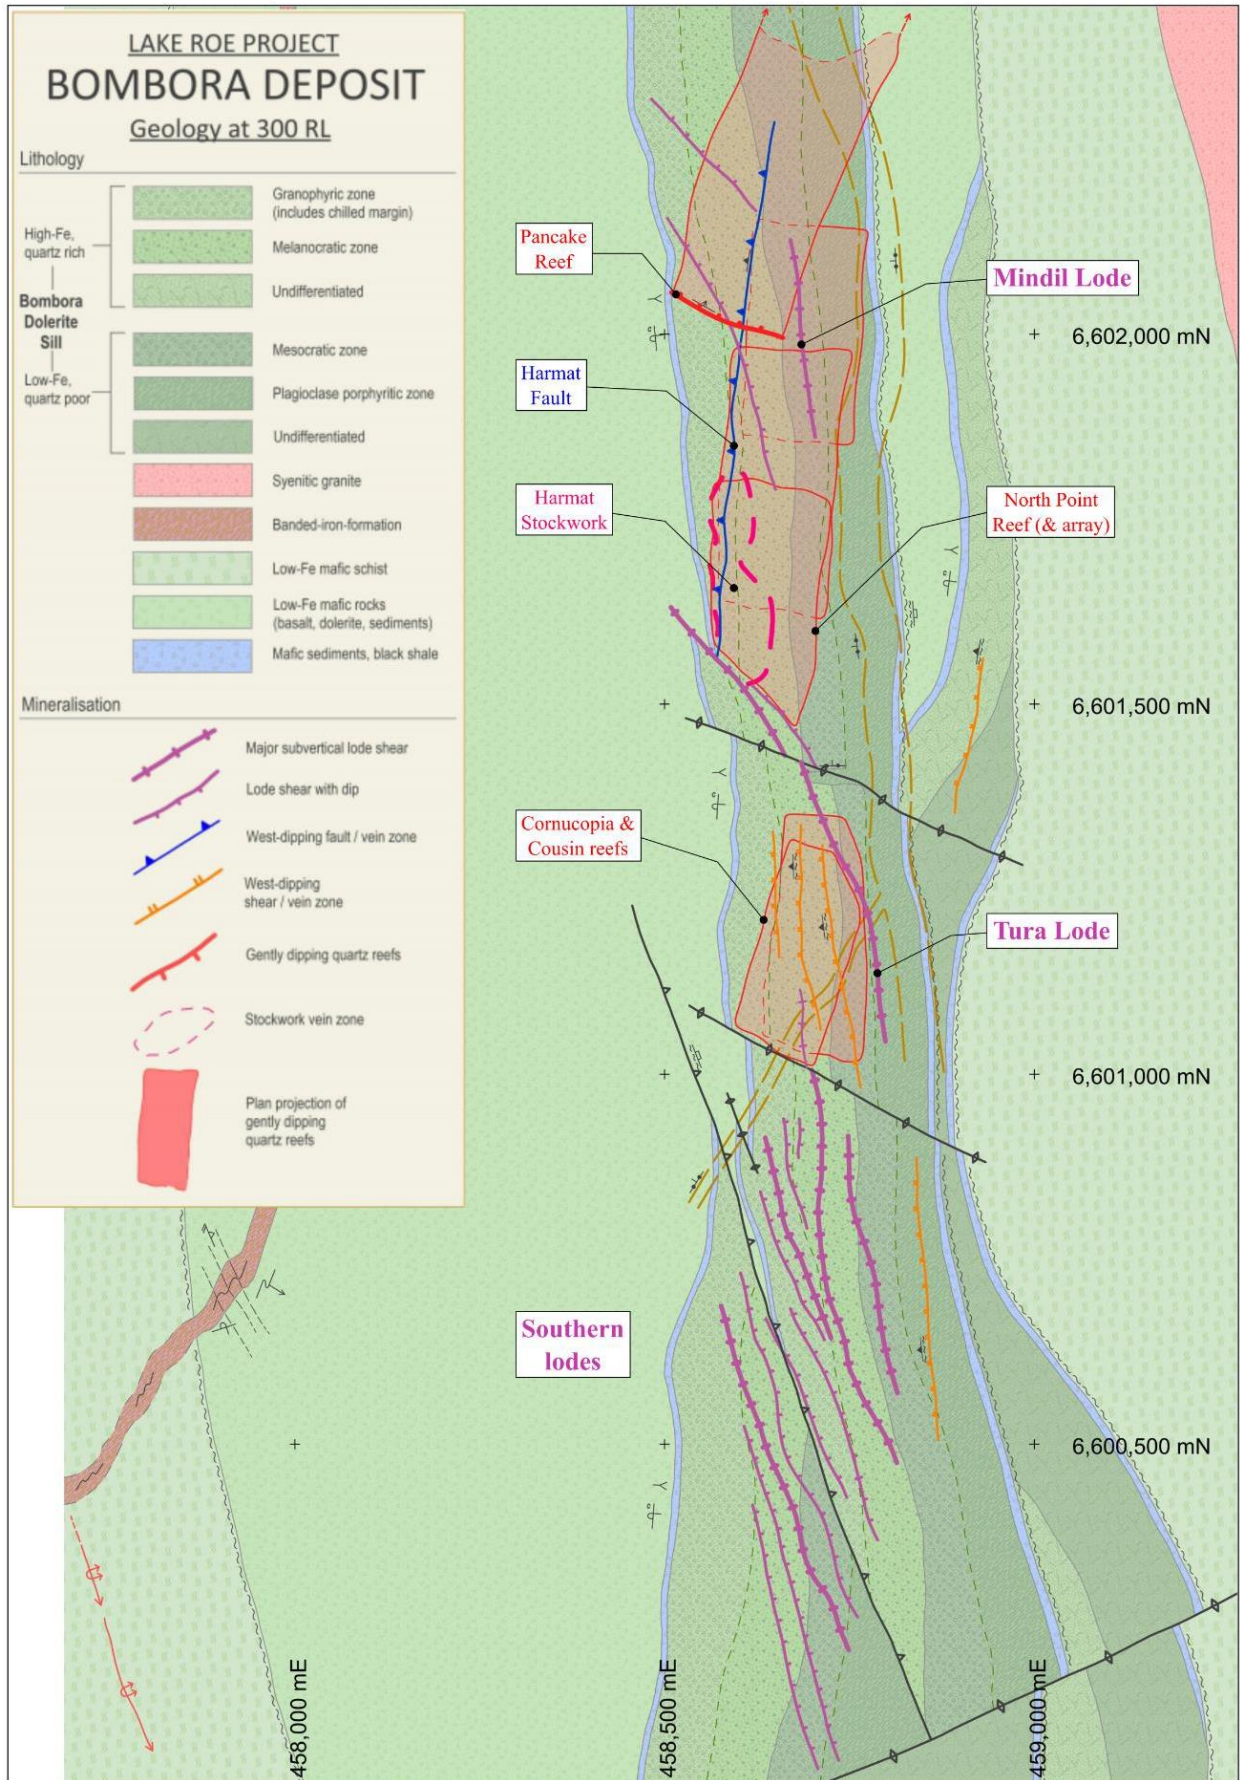 LAKE ROE PROJECT
BOMBORA DEPOSIT
Geology at 300 RL
Lithology
High-Fe,
quartz rich
Bombora
Dolerite
Sill
Low-Fe,
quartz poor
Granophyric zone
(includes chilled margin)
Melanocratic zone
Undifferentiated
Mesocratic zone
Plagioclase porphyritic zone
Undifferentiated
Syenitic granite
Banded-iron-formation
Low-Fe mafic schist
Low-Fe mafic rocks
(basalt, dolerite, sediments)
Mafic sediments, black shale
Mineralisation
Major subvertical lode shear
Lode shear with dip
West-dipping fault / vein zone
West-dipping
shear / vein zone
Gently dipping quartz reefs
Stockwork vein zone
Plan projection of
gently dipping
quartz reefs
Pancake
Reef
Mindil Lode
6,602,000 mN
Harmat
Fault
Harmat
Stockwork
North Point
Reef (& array)
6,601,500 mN
Cornucopia &
Cousin reefs
Tura Lode
6,601,000 mN
Southern
lodes
6,600,500 mN
458,000 mE
458,500 mE
459,000 mE